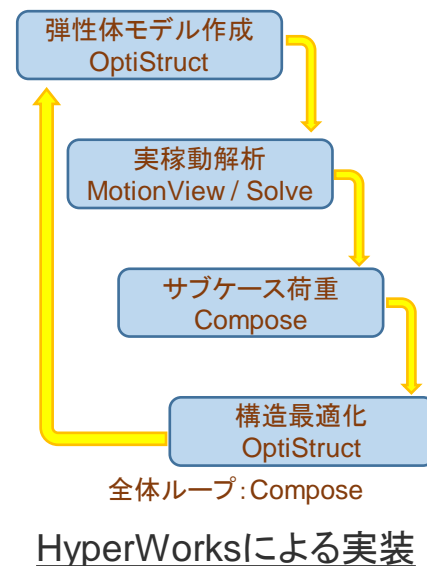 弾性体モデル作成
OptiStruct
実稼動解析
MotionView / Solve
サブケース荷重
Compose
構造最適化
OptiStruct
全体ループ：Compose
HyperWorksによる実装